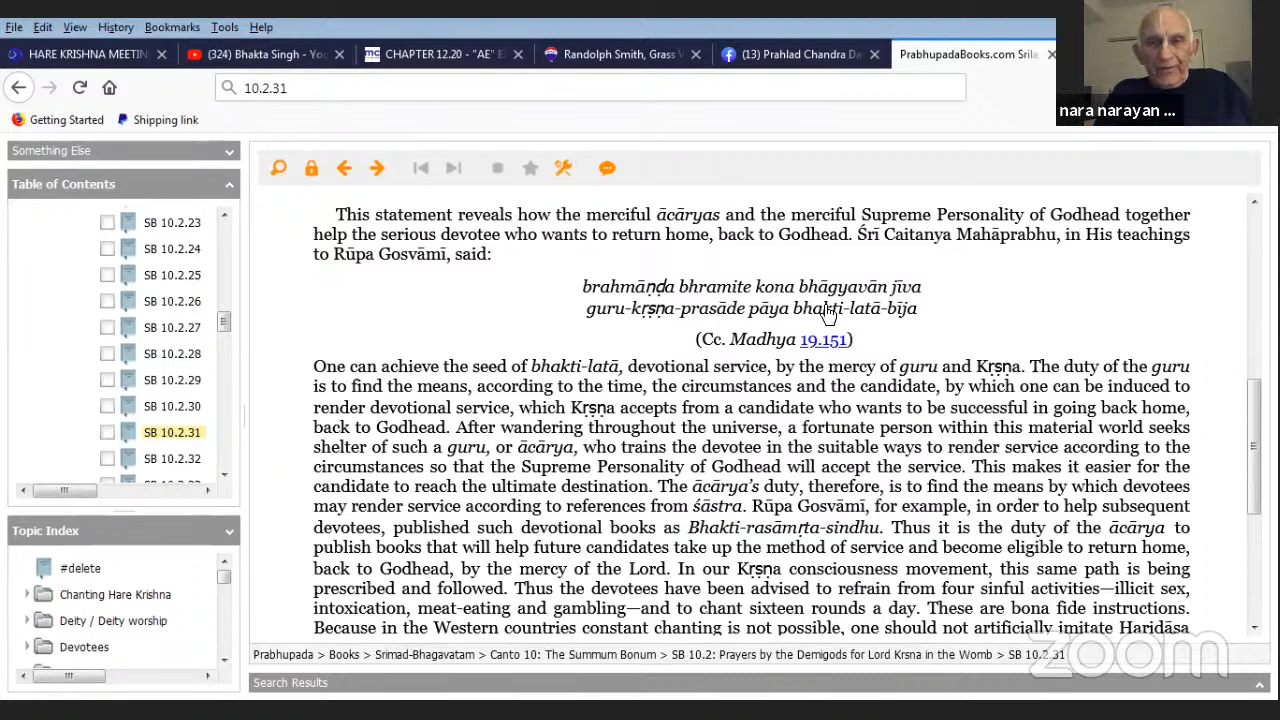 File Edit View History Bookmarks Tools Help
HARE KRISHNA MEETIN
(324) Bhakta Singh - You
CHAPTER 12.20 - "AE" E
Randolph Smith, Grass V
(13) Prahlad Chandra Da
PrabhupadaBooks.com Srila
10.2.31
nara narayan ...
Getting Started
Shipping link
Something Else
Table of Contents
SB 10.2.23
SB 10.2.24
SB 10.2.25
SB 10.2.26
SB 10.2.27
SB 10.2.28
SB 10.2.29
SB 10.2.30
SB 10.2.31
SB 10.2.32
Topic Index
#delete
Chanting Hare Krishna
Deity / Deity worship
Devotees
This statement reveals how the merciful ācāryas and the merciful Supreme Personality of Godhead together
help the serious devotee who wants to return home, back to Godhead. Śrī Caitanya Mahāprabhu, in His teachings
to Rūpa Gosvāmī, said:
brahmāṇḍa bhramite kona bhāgyavān jīva
guru-kṛṣṇa-prasāde pāya bhakti-latā-bīja
(Cc. Madhya 19.151)
One can achieve the seed of bhakti-latā, devotional service, by the mercy of guru and Kṛṣṇa. The duty of the guru
is to find the means, according to the time, the circumstances and the candidate, by which one can be induced to
render devotional service, which Kṛṣṇa accepts from a candidate who wants to be successful in going back home,
back to Godhead. After wandering throughout the universe, a fortunate person within this material world seeks
shelter of such a guru, or ācārya, who trains the devotee in the suitable ways to render service according to the
circumstances so that the Supreme Personality of Godhead will accept the service. This makes it easier for the
candidate to reach the ultimate destination. The ācārya's duty, therefore, is to find the means by which devotees
may render service according to references from śāstra. Rūpa Gosvāmī, for example, in order to help subsequent
devotees, published such devotional books as Bhakti-rasāmṛta-sindhu. Thus it is the duty of the ācārya to
publish books that will help future candidates take up the method of service and become eligible to return home,
back to Godhead, by the mercy of the Lord. In our Kṛṣṇa consciousness movement, this same path is being
prescribed and followed. Thus the devotees have been advised to refrain from four sinful activities—illicit sex,
intoxication, meat-eating and gambling—and to chant sixteen rounds a day. These are bona fide instructions.
Because in the Western countries constant chanting is not possible, one should not artificially imitate Haridāsa
Prabhupada > Books > Srimad-Bhagavatam > Canto 10: The Summum Bonum > SB 10.2: Prayers by the Demigods for Lord Krsna in the Womb > SB 10.2.31
Search Results
zoom